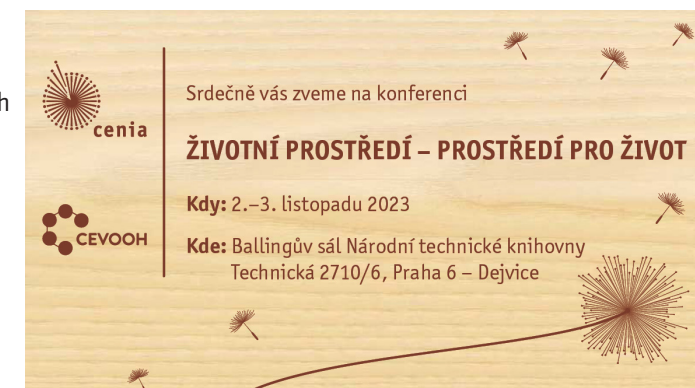 h
cenia
CEVOOH
Srdečně vás zveme na konferenci
ŽIVOTNÍ PROSTŘEDÍ – PROSTŘEDÍ PRO ŽIVOT
Kdy: 2.–3. listopadu 2023
Kde: Ballingův sál Národní technické knihovny
Technická 2710/6, Praha 6 – Dejvice